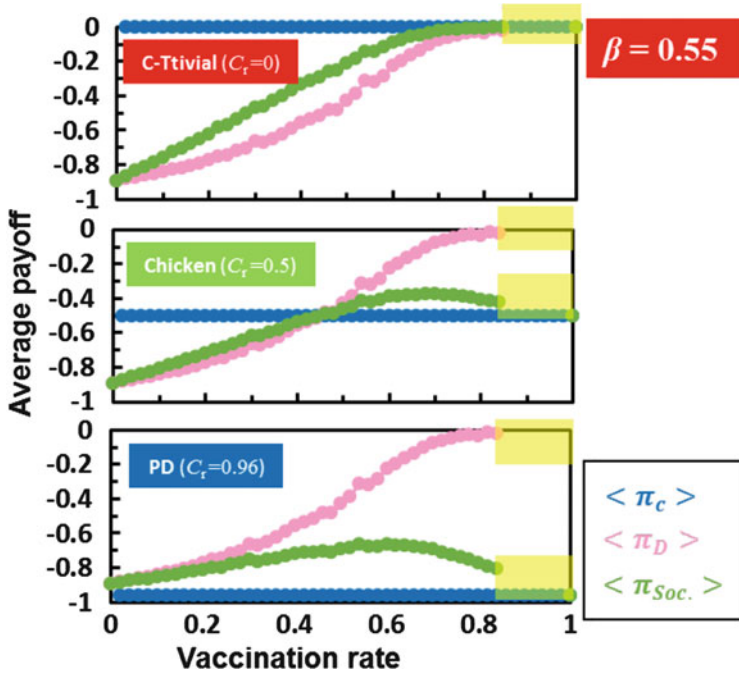 0
-0.2
-0.4
-0.6
-0.8
-1
C-Ttivial (Cr=0)
β = 0.55
0
-0.2
-0.4
-0.6
-0.8
-1
Chicken (Cr=0.5)
Average payoff
0
-0.2
-0.4
-0.6
-0.8
-1
PD (Cr=0.96)
0 0.2 0.4 0.6 0.8 1
Vaccination rate
< πc >
< πD >
< πSoc. >